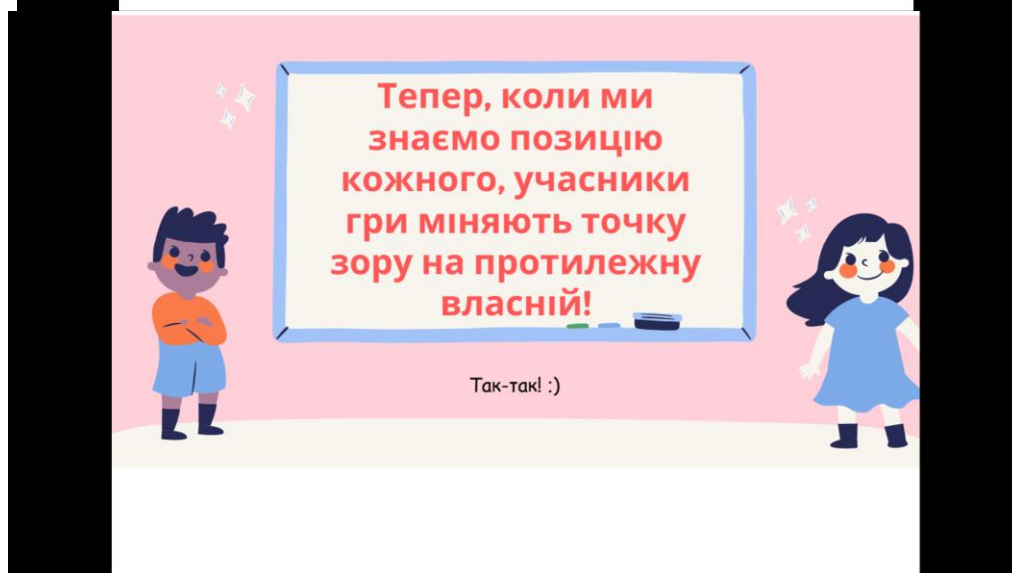 Тепер, коли ми
знаємо позицію
кожного, учасники
гри міняють точку
зору на протилежну
власній!
Так-так! :)